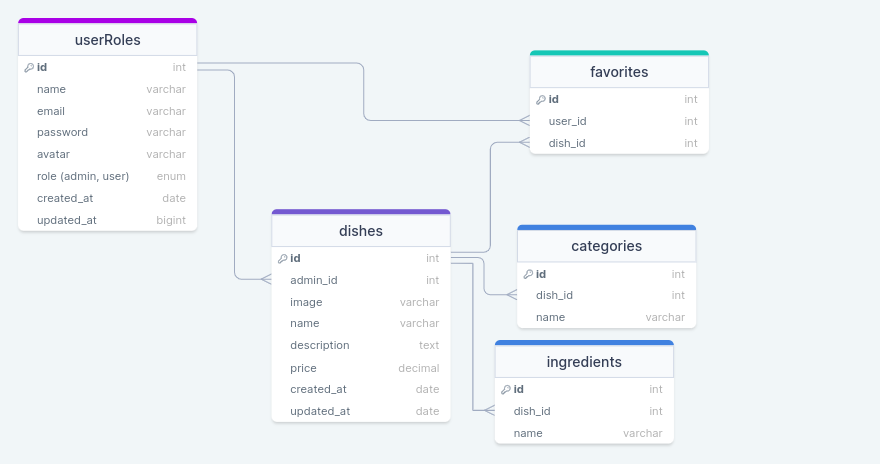 userRoles
id int
name varchar
email varchar
password varchar
avatar varchar
role (admin, user) enum
created_at date
updated_at bigint
favorites
id int
user_id int
dish_id int
dishes
id int
admin_id int
image varchar
name varchar
description text
price decimal
created_at date
updated_at date
categories
id int
dish_id int
name varchar
ingredients
id int
dish_id int
name varchar